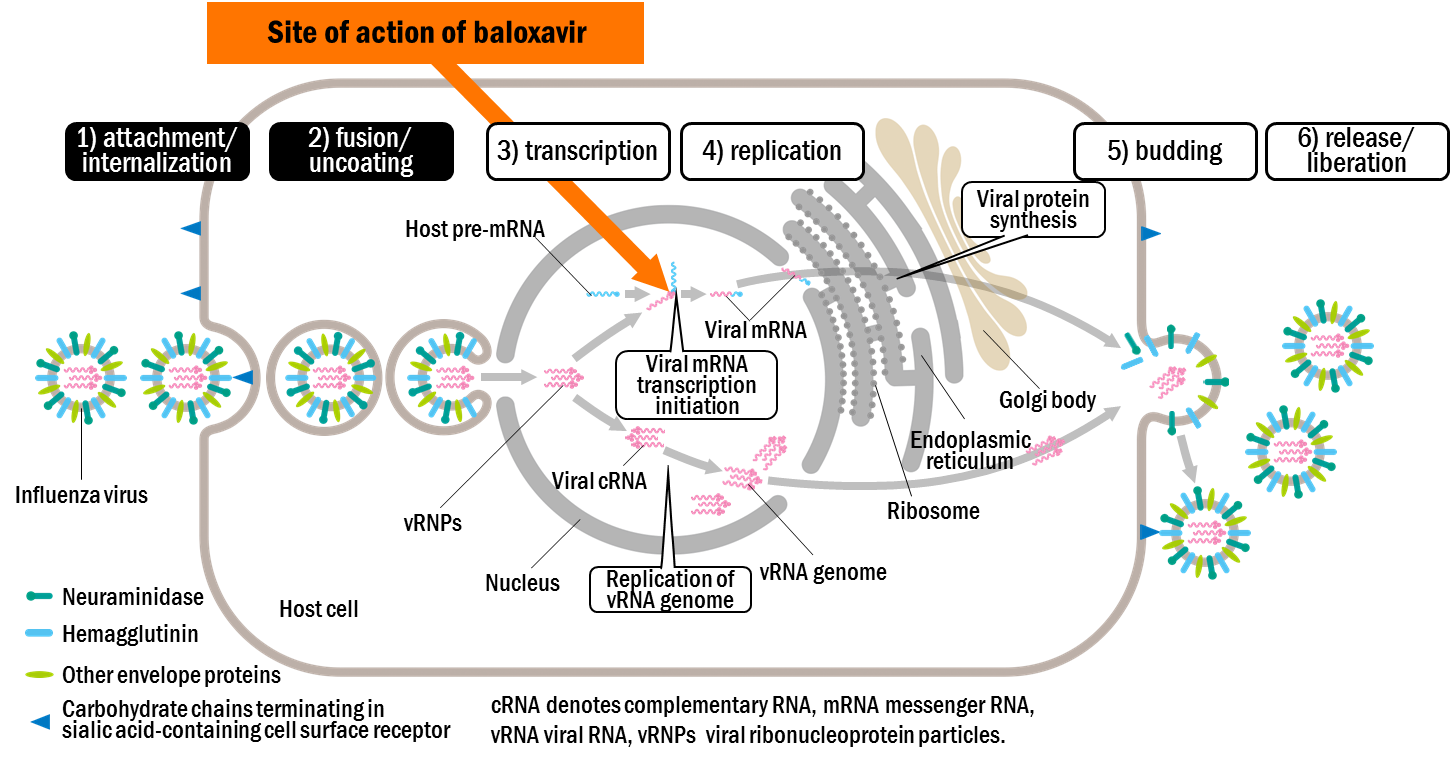 Site of action of baloxavir
1) attachment/
internalization
2) fusion/
uncoating
3) transcription
4) replication
5) budding
6) release/
liberation
Viral protein
synthesis
Host pre-mRNA
Viral mRNA
Viral mRNA
transcription
initiation
Golgi body
Endoplasmic
reticulum
Viral cRNA
Influenza virus
vRNPs
Ribosome
Nucleus
Replication of
vRNA genome
vRNA genome
Host cell
Neuraminidase
Hemagglutinin
Other envelope proteins
Carbohydrate chains terminating in
sialic acid-containing cell surface receptor
cRNA denotes complementary RNA, mRNA messenger RNA,
vRNA viral RNA, vRNPs viral ribonucleoprotein particles.